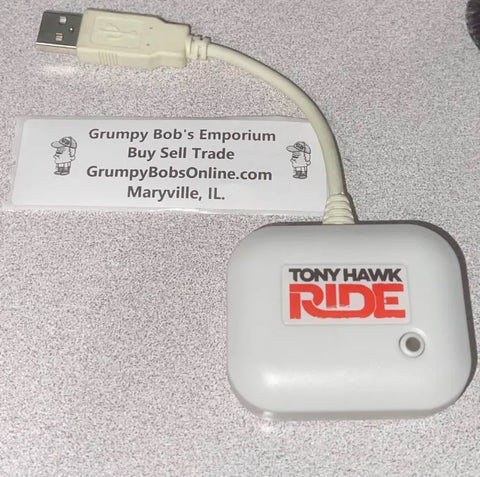 Grumpy Bob's Emporium
Buy Sell Trade
GrumpyBobsOnline.com
Maryville, IL.
TONY HAWK
RIDE